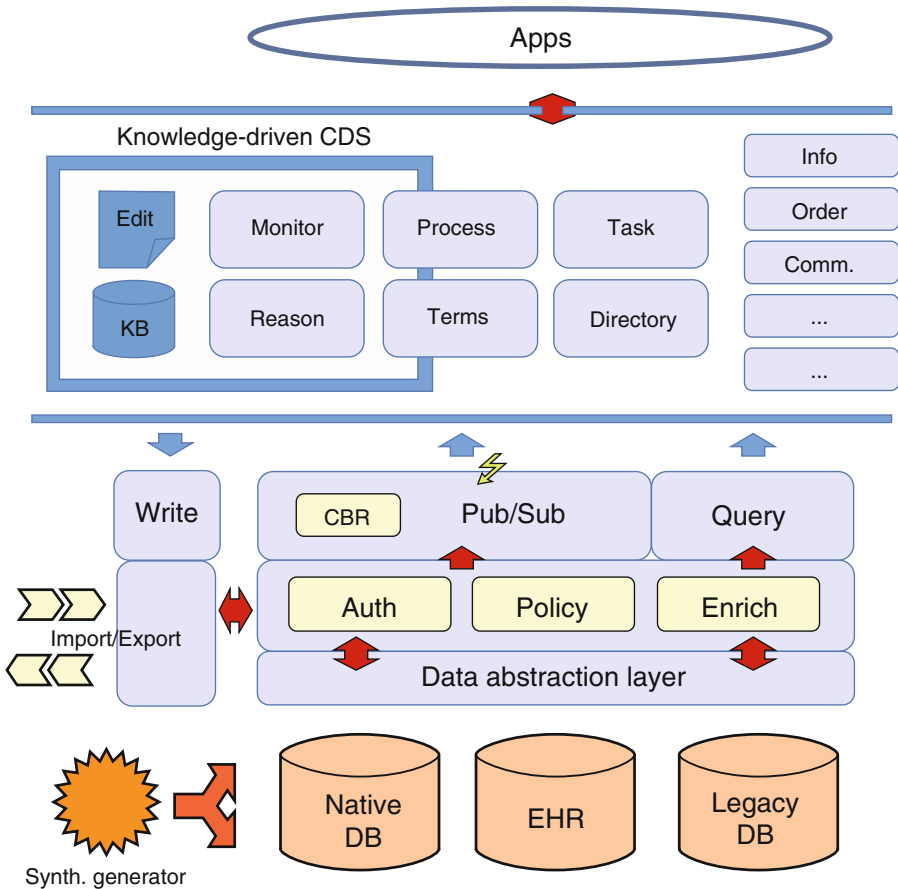 Apps
Knowledge-driven CDS
Info
Edit
Monitor
Process
Task
Order
Comm.
KB
Reason
Terms
Directory
...
...
Write
CBR
Pub/Sub
Query
Auth
Policy
Enrich
Import/Export
Data abstraction layer
Native
DB
EHR
Legacy
DB
Synth. generator